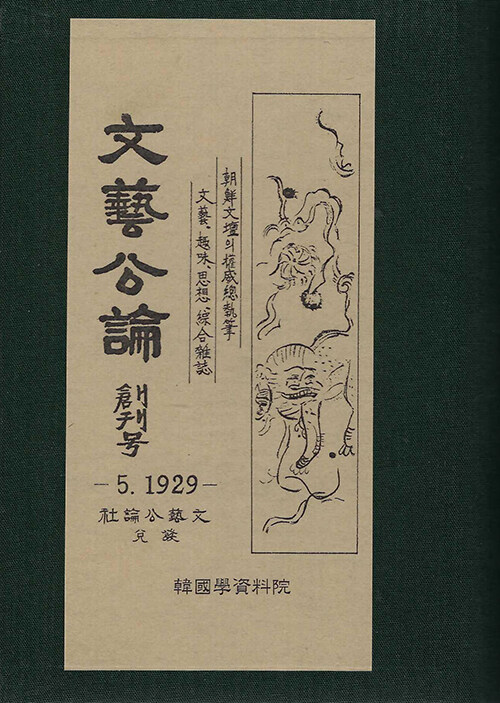 文藝公論
創刊号
朝鮮文壇의權威總執筆
文藝、趣味、思想、綜合雜誌
–5. 1929–
文藝公論社
發兌
韓國學資料院